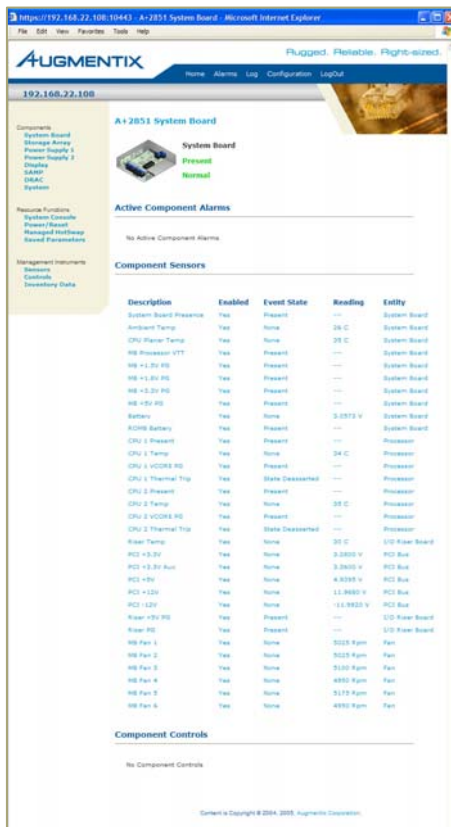 https://192.168.22.108:10443 - A+2851 System Board - Microsoft Internet Explorer
File Edit View Favorites Tools Help
AUGMENTIX
Rugged. Reliable. Right-sized.
Home Alarms Log Configuration LogOut
192.168.22.108
Components
System Board
Storage Array
Power Supply 1
Power Supply 2
Display
SAMP
DRAC
System
Resource Functions
System Console
Power/Reset
Managed HotSwap
Saved Parameters
Management Instruments
Sensors
Controls
Inventory Data
A+2851 System Board
System Board
Present
Normal
Active Component Alarms
No Active Component Alarms
Component Sensors
Description Enabled Event State Reading Entity
System Board Presence Yes Present --- System Board
Ambient Temp Yes None 26 C System Board
CPU Planar Temp Yes None 35 C System Board
MB Processor VTT Yes Present --- System Board
MB +1.5V PG Yes Present --- System Board
MB +1.8V PG Yes Present --- System Board
MB +3.3V PG Yes Present --- System Board
MB +5V PG Yes Present --- System Board
Battery Yes None System Board
ROMB Battery Yes Present --- System Board
CPU 1 Present Yes Present --- Processor
CPU 1 Temp Yes None 34 C Processor
CPU 1 VCORE PG Yes Present --- Processor
CPU 1 Thermal Trip Yes State Deasserted --- Processor
CPU 2 Present Yes Present --- Processor
CPU 2 Temp Yes None 35 C Processor
CPU 2 VCORE PG Yes Present --- Processor
CPU 2 Thermal Trip Yes State Deasserted --- Processor
Riser Temp Yes None I/O Riser Board
PCI +3.3V Yes None PCI Bus
PCI +3.3V Aux Yes None PCI Bus
PCI +5V Yes None PCI Bus
PCI +12V Yes None PCI Bus
PCI -12V Yes None PCI Bus
Riser +5V PG Yes Present --- I/O Riser Board
Riser PG Yes Present --- I/O Riser Board
MB Fan 1 Yes None 5025 Rpm Fan
MB Fan 2 Yes None 5025 Rpm Fan
MB Fan 3 Yes None 5100 Rpm Fan
MB Fan 4 Yes None 4950 Rpm Fan
MB Fan 5 Yes None 5175 Rpm Fan
MB Fan 6 Yes None 4950 Rpm Fan
Component Controls
No Component Controls
Content is Copyright © 2004, 2005, Augmentix Corporation.